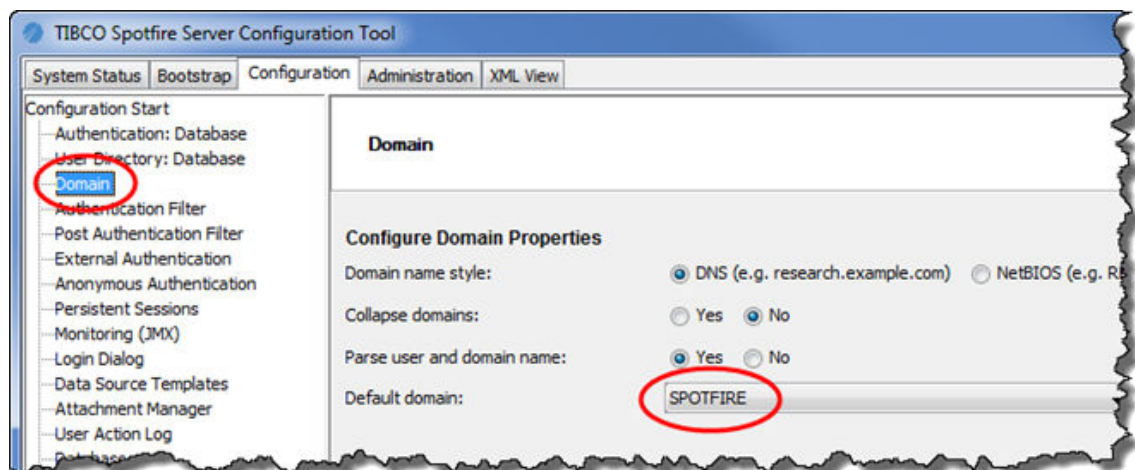 TIBCO Spotfire Server Configuration Tool
System Status Bootstrap Configuration Administration XML View
Configuration Start
Authentication: Database
User Directory: Database
Domain
Authentication Filter
Post Authentication Filter
External Authentication
Anonymous Authentication
Persistent Sessions
Monitoring (JMX)
Login Dialog
Data Source Templates
Attachment Manager
User Action Log
Domain
Configure Domain Properties
Domain name style: DNS (e.g. research.example.com) NetBIOS (e.g.
Collapse domains: Yes No
Parse user and domain name: Yes No
Default domain: SPOTFIRE